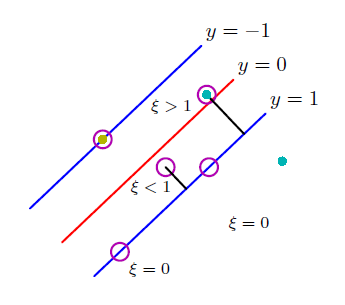 y = −1
y = 0
y = 1
ξ > 1
ξ < 1
ξ = 0
ξ = 0